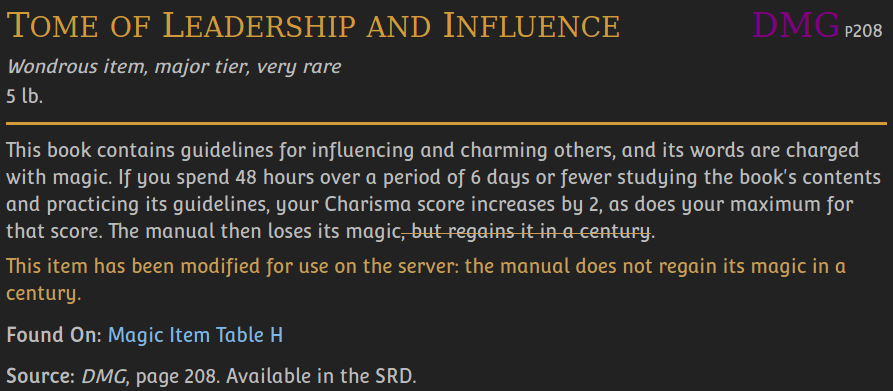 Tome of Leadership and Influence DMG P208
Wondrous item, major tier, very rare
5 lb.
This book contains guidelines for influencing and charming others, and its words are charged
with magic. If you spend 48 hours over a period of 6 days or fewer studying the book's contents
and practicing its guidelines, your Charisma score increases by 2, as does your maximum for
that score. The manual then loses its magic, but regains it in a century.
This item has been modified for use on the server: the manual does not regain its magic in a
century.
Found On: Magic Item Table H
Source: DMG, page 208. Available in the SRD.